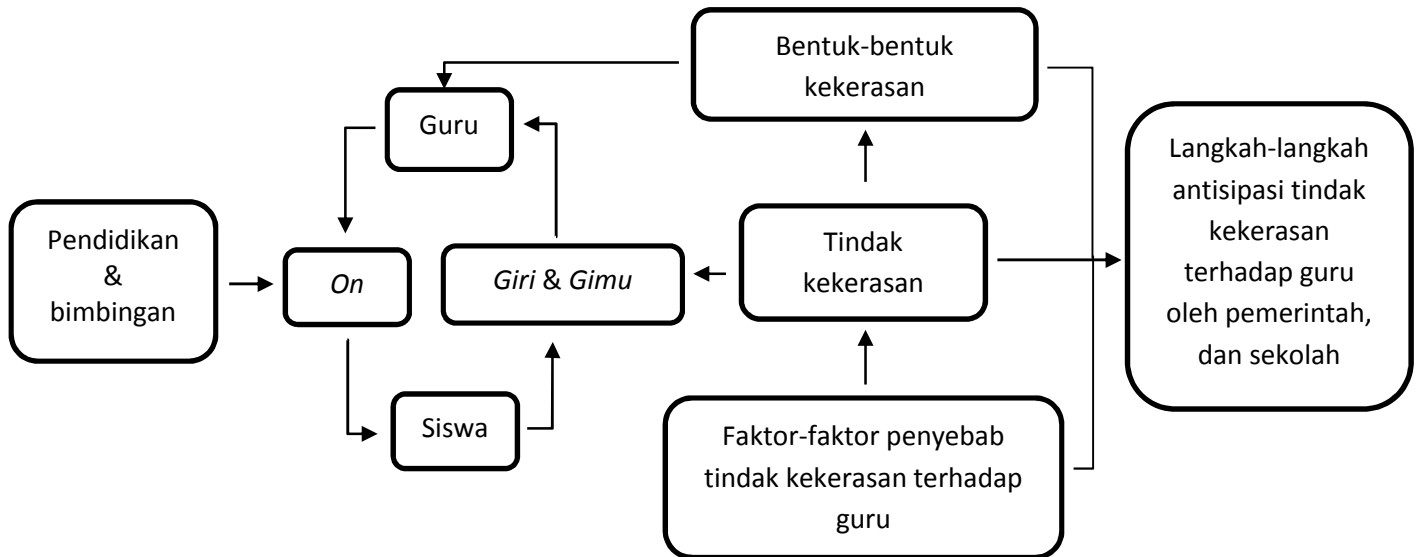 Bentuk-bentuk
kekerasan
Guru
Langkah-langkah
antisipasi tindak
kekerasan
terhadap guru
oleh pemerintah,
dan sekolah
Pendidikan
&
bimbingan
On
Giri & Gimu
Tindak
kekerasan
Siswa
Faktor-faktor penyebab
tindak kekerasan terhadap
guru